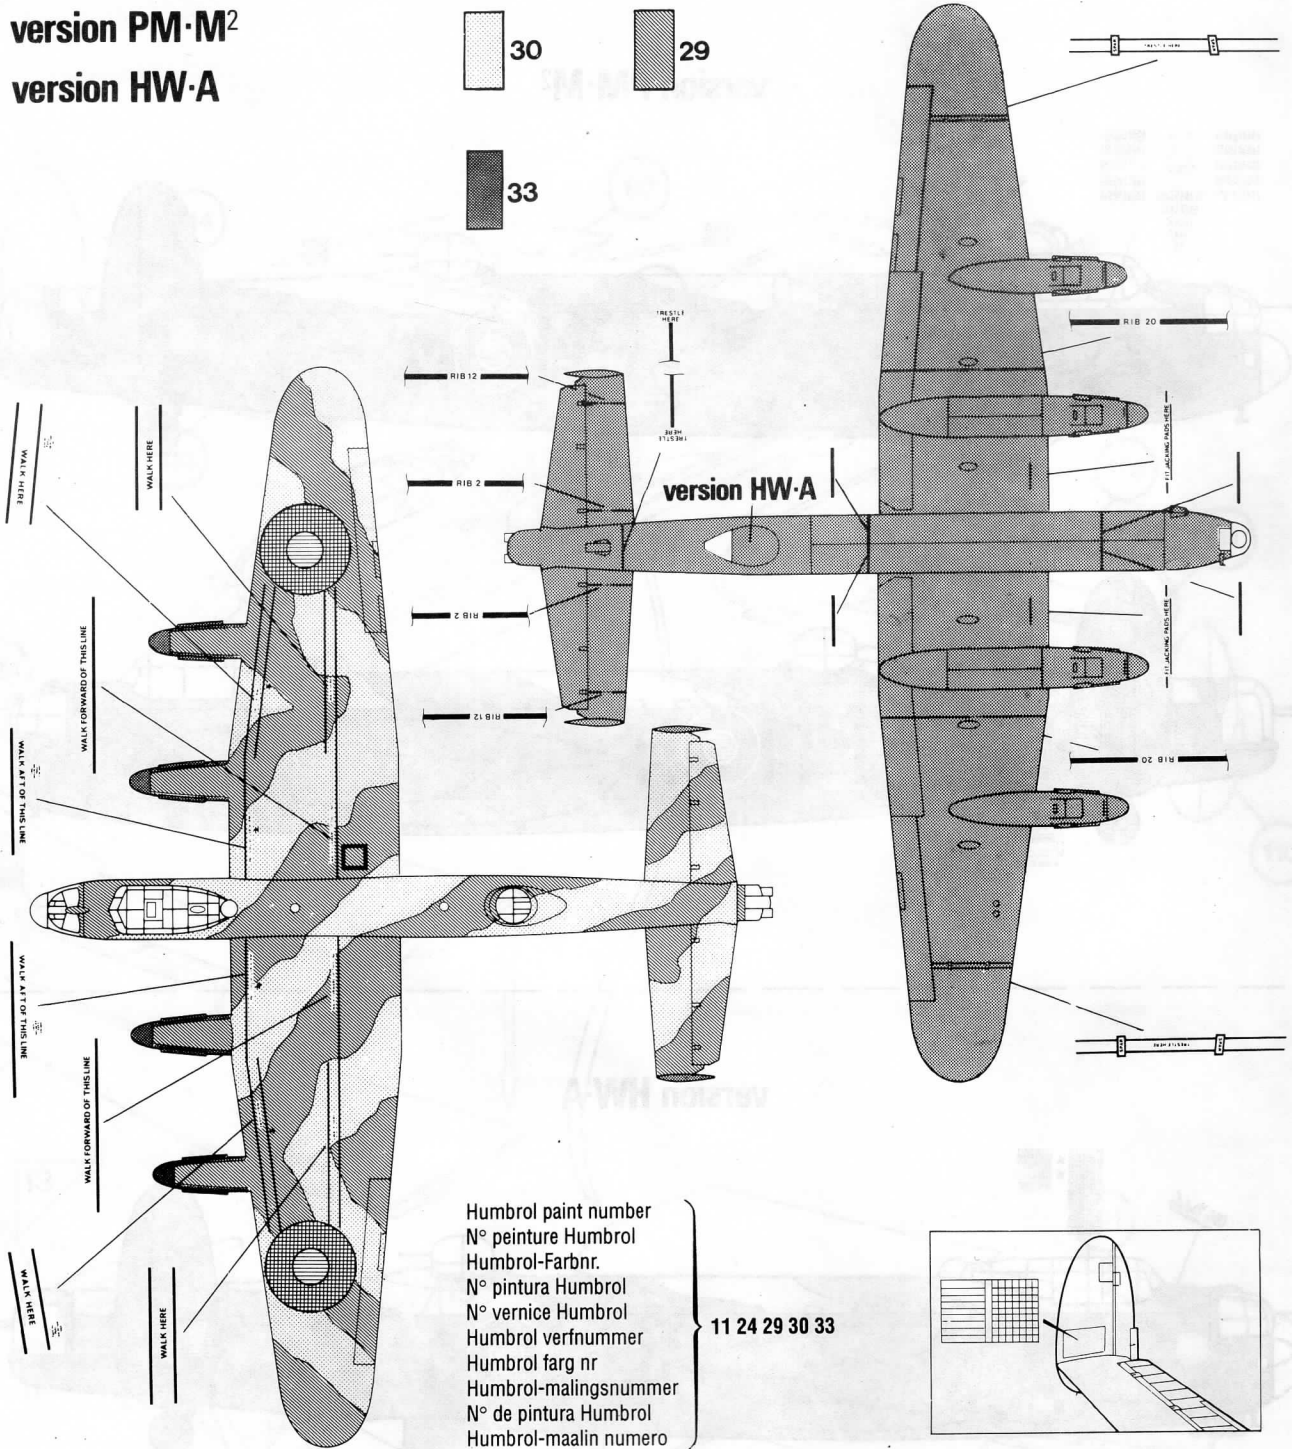 version PM·M²
version HW·A
30
29
33
TRESTLE HERE
RIB 12
RIB 2
RIB 2
RIB 12
TRESTLE HERE
version HW·A
RIB 20
FIT JACKING PADS HERE
FIT JACKING PADS HERE
RIB 20
TRESTLE HERE
WALK HERE
WALK HERE
WALK FORWARD OF THIS LINE
WALK AFT OF THIS LINE
WALK AFT OF THIS LINE
WALK FORWARD OF THIS LINE
WALK HERE
WALK HERE
Humbrol paint number
N° peinture Humbrol
Humbrol-Farbnr.
N° pintura Humbrol
N° vernice Humbrol
Humbrol verfnummer
Humbrol farg nr
Humbrol-malingsnummer
N° de pintura Humbrol
Humbrol-maalin numero
11 24 29 30 33